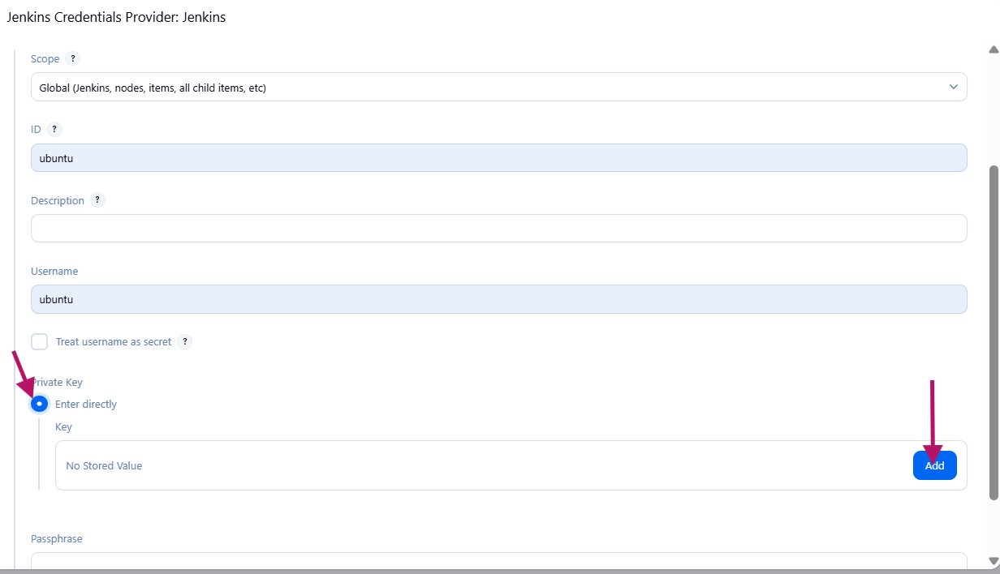 Jenkins Credentials Provider: Jenkins
Scope ?
Global (Jenkins, nodes, items, all child items, etc)
ID ?
ubuntu
Description ?
Username
ubuntu
Treat username as secret ?
Private Key
Enter directly
Key
No Stored Value
Add
Passphrase